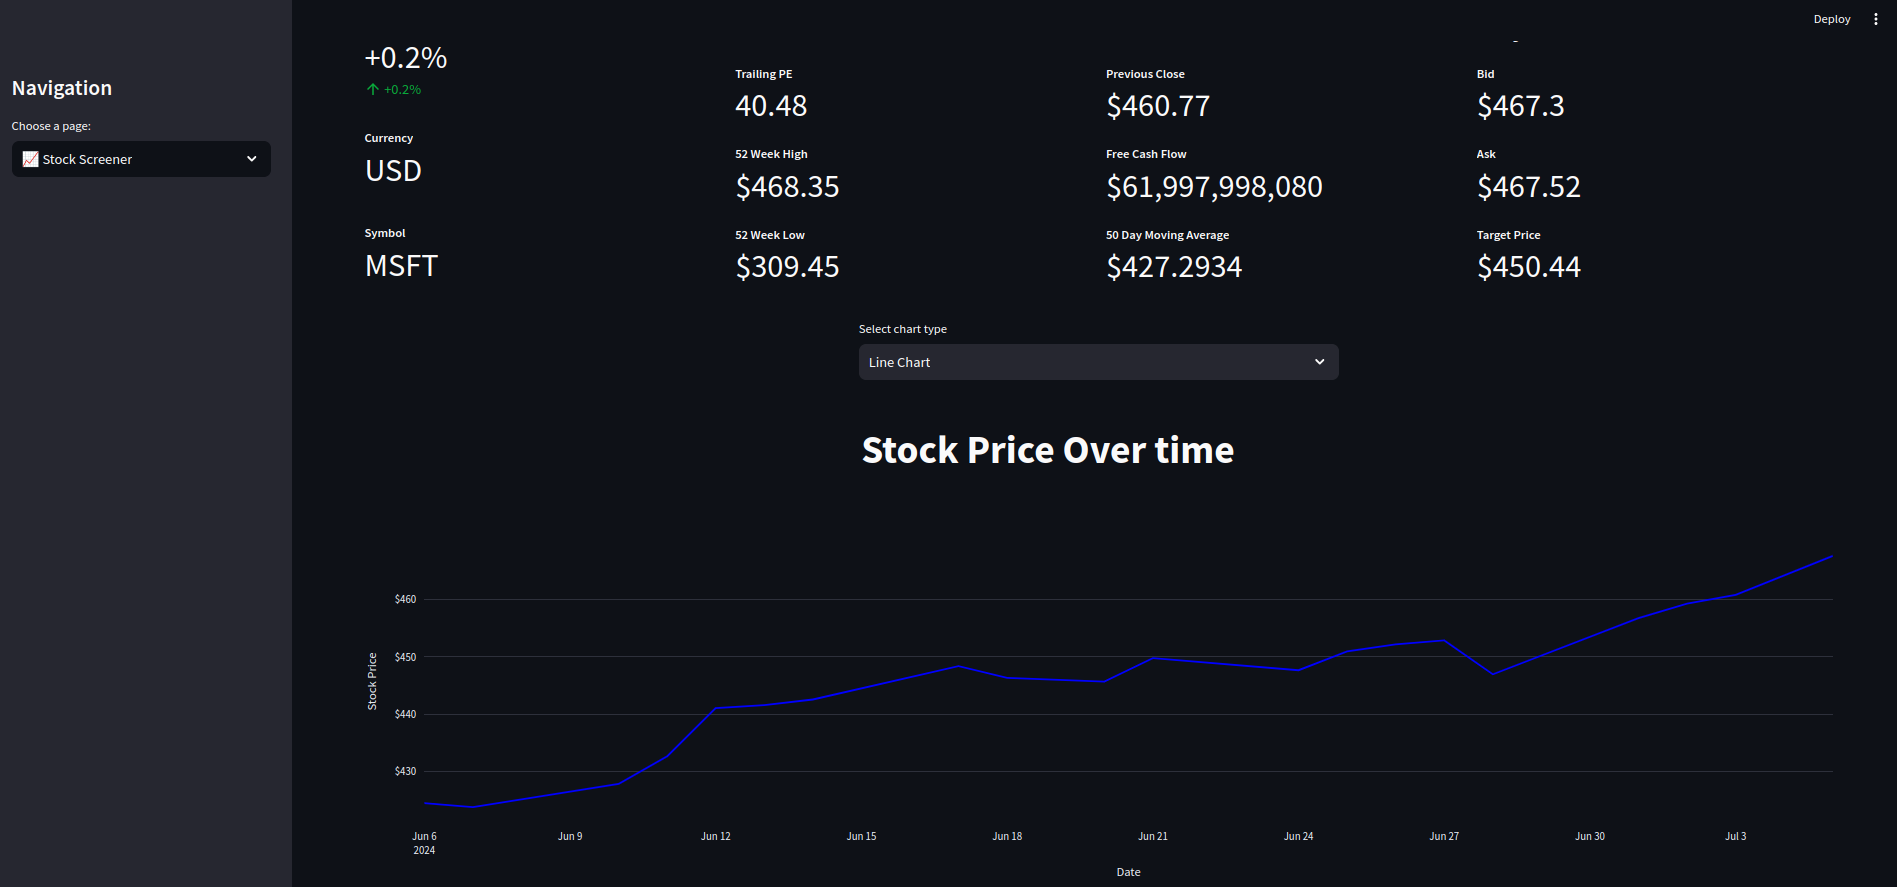 Deploy
Navigation
Choose a page:
Stock Screener
+0.2%
+0.2%
Currency
USD
Symbol
MSFT
Trailing PE
40.48
52 Week High
$468.35
52 Week Low
$309.45
Previous Close
$460.77
Free Cash Flow
$61,997,998,080
50 Day Moving Average
$427.2934
Bid
$467.3
Ask
$467.52
Target Price
$450.44
Select chart type
Line Chart
Stock Price Over time
Stock Price
$460
$450
$440
$430
Jun 6 Jun 9 Jun 12 Jun 15 Jun 18 Jun 21 Jun 24 Jun 27 Jun 30 Jul 3
2024
Date